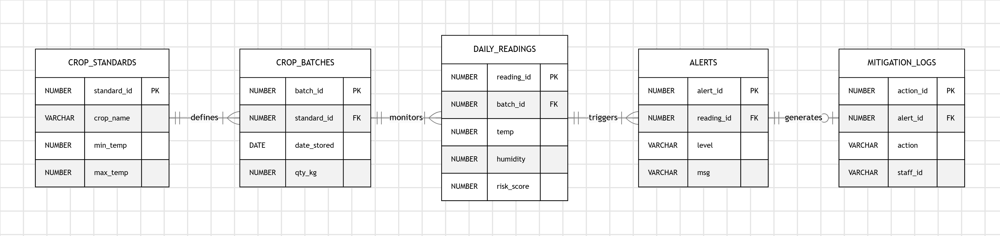 CROP_STANDARDS
NUMBER standard_id PK
VARCHAR crop_name
NUMBER min_temp
NUMBER max_temp
defines
CROP_BATCHES
NUMBER batch_id PK
NUMBER standard_id FK
DATE date_stored
NUMBER qty_kg
monitors
DAILY_READINGS
NUMBER reading_id PK
NUMBER batch_id FK
NUMBER temp
NUMBER humidity
NUMBER risk_score
triggers
ALERTS
NUMBER alert_id PK
NUMBER reading_id FK
VARCHAR level
VARCHAR msg
generates
MITIGATION_LOGS
NUMBER action_id PK
NUMBER alert_id FK
VARCHAR action
VARCHAR staff_id